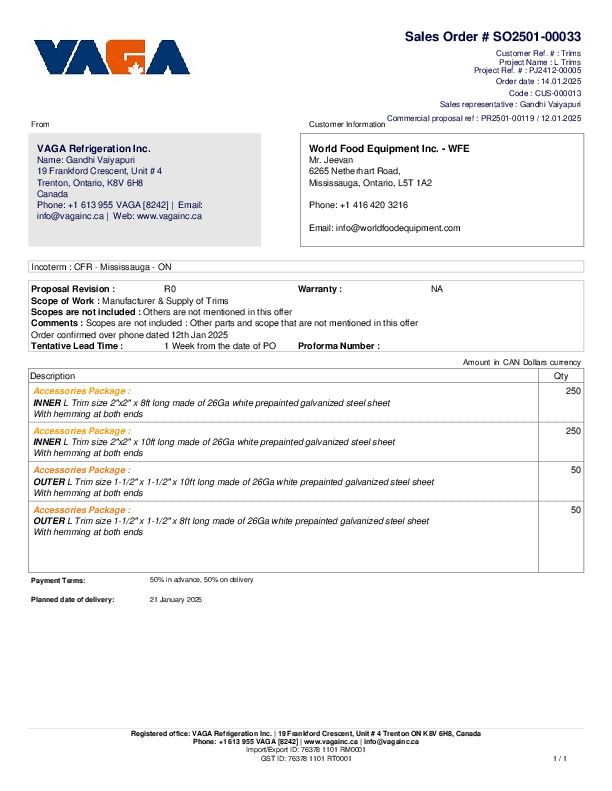 VAGA
Sales Order # SO2501-00033
Customer Ref. # : Trims
Project Name : L Trims
Project Ref. # : PJ2412-00005
Order date : 14.01.2025
Code : CUS-000013
Sales representative : Gandhi Vaiyapuri
Commercial proposal ref : PR2501-00119 / 12.01.2025
From
Customer Information
VAGA Refrigeration Inc.
Name: Gandhi Vaiyapuri
19 Frankford Crescent, Unit # 4
Trenton, Ontario, K8V 6H8
Canada
Phone: +1 613 955 VAGA [8242] | Email:
info@vagainc.ca | Web: www.vagainc.ca
World Food Equipment Inc. - WFE
Mr. Jeevan
6265 Netherhart Road,
Mississauga, Ontario, L5T 1A2
Phone: +1 416 420 3216
Email: info@worldfoodequipment.com
Incoterm : CFR - Mississauga - ON
Proposal Revision : R0 Warranty : NA
Scope of Work : Manufacturer & Supply of Trims
Scopes are not included : Others are not mentioned in this offer
Comments : Scopes are not included : Other parts and scope that are not mentioned in this offer
Order confirmed over phone dated 12th Jan 2025
Tentative Lead Time : 1 Week from the date of PO Proforma Number :
Amount in CAN Dollars currency
Description Qty
Accessories Package : 250
INNER L Trim size 2"x2" x 8ft long made of 26Ga white prepainted galvanized steel sheet
With hemming at both ends
Accessories Package : 250
INNER L Trim size 2"x2" x 10ft long made of 26Ga white prepainted galvanized steel sheet
With hemming at both ends
Accessories Package : 50
OUTER L Trim size 1-1/2" x 1-1/2" x 10ft long made of 26Ga white prepainted galvanized steel sheet
With hemming at both ends
Accessories Package : 50
OUTER L Trim size 1-1/2" x 1-1/2" x 8ft long made of 26Ga white prepainted galvanized steel sheet
With hemming at both ends
Payment Terms: 50% in advance, 50% on delivery
Planned date of delivery: 21 January 2025
Registered office: VAGA Refrigeration Inc. | 19 Frankford Crescent, Unit # 4 Trenton ON K8V 6H8, Canada
Phone: +1 613 955 VAGA [8242] | www.vagainc.ca | info@vagainc.ca
Import/Export ID: 76378 1101 RM0001
GST ID: 76378 1101 RT0001
1 / 1